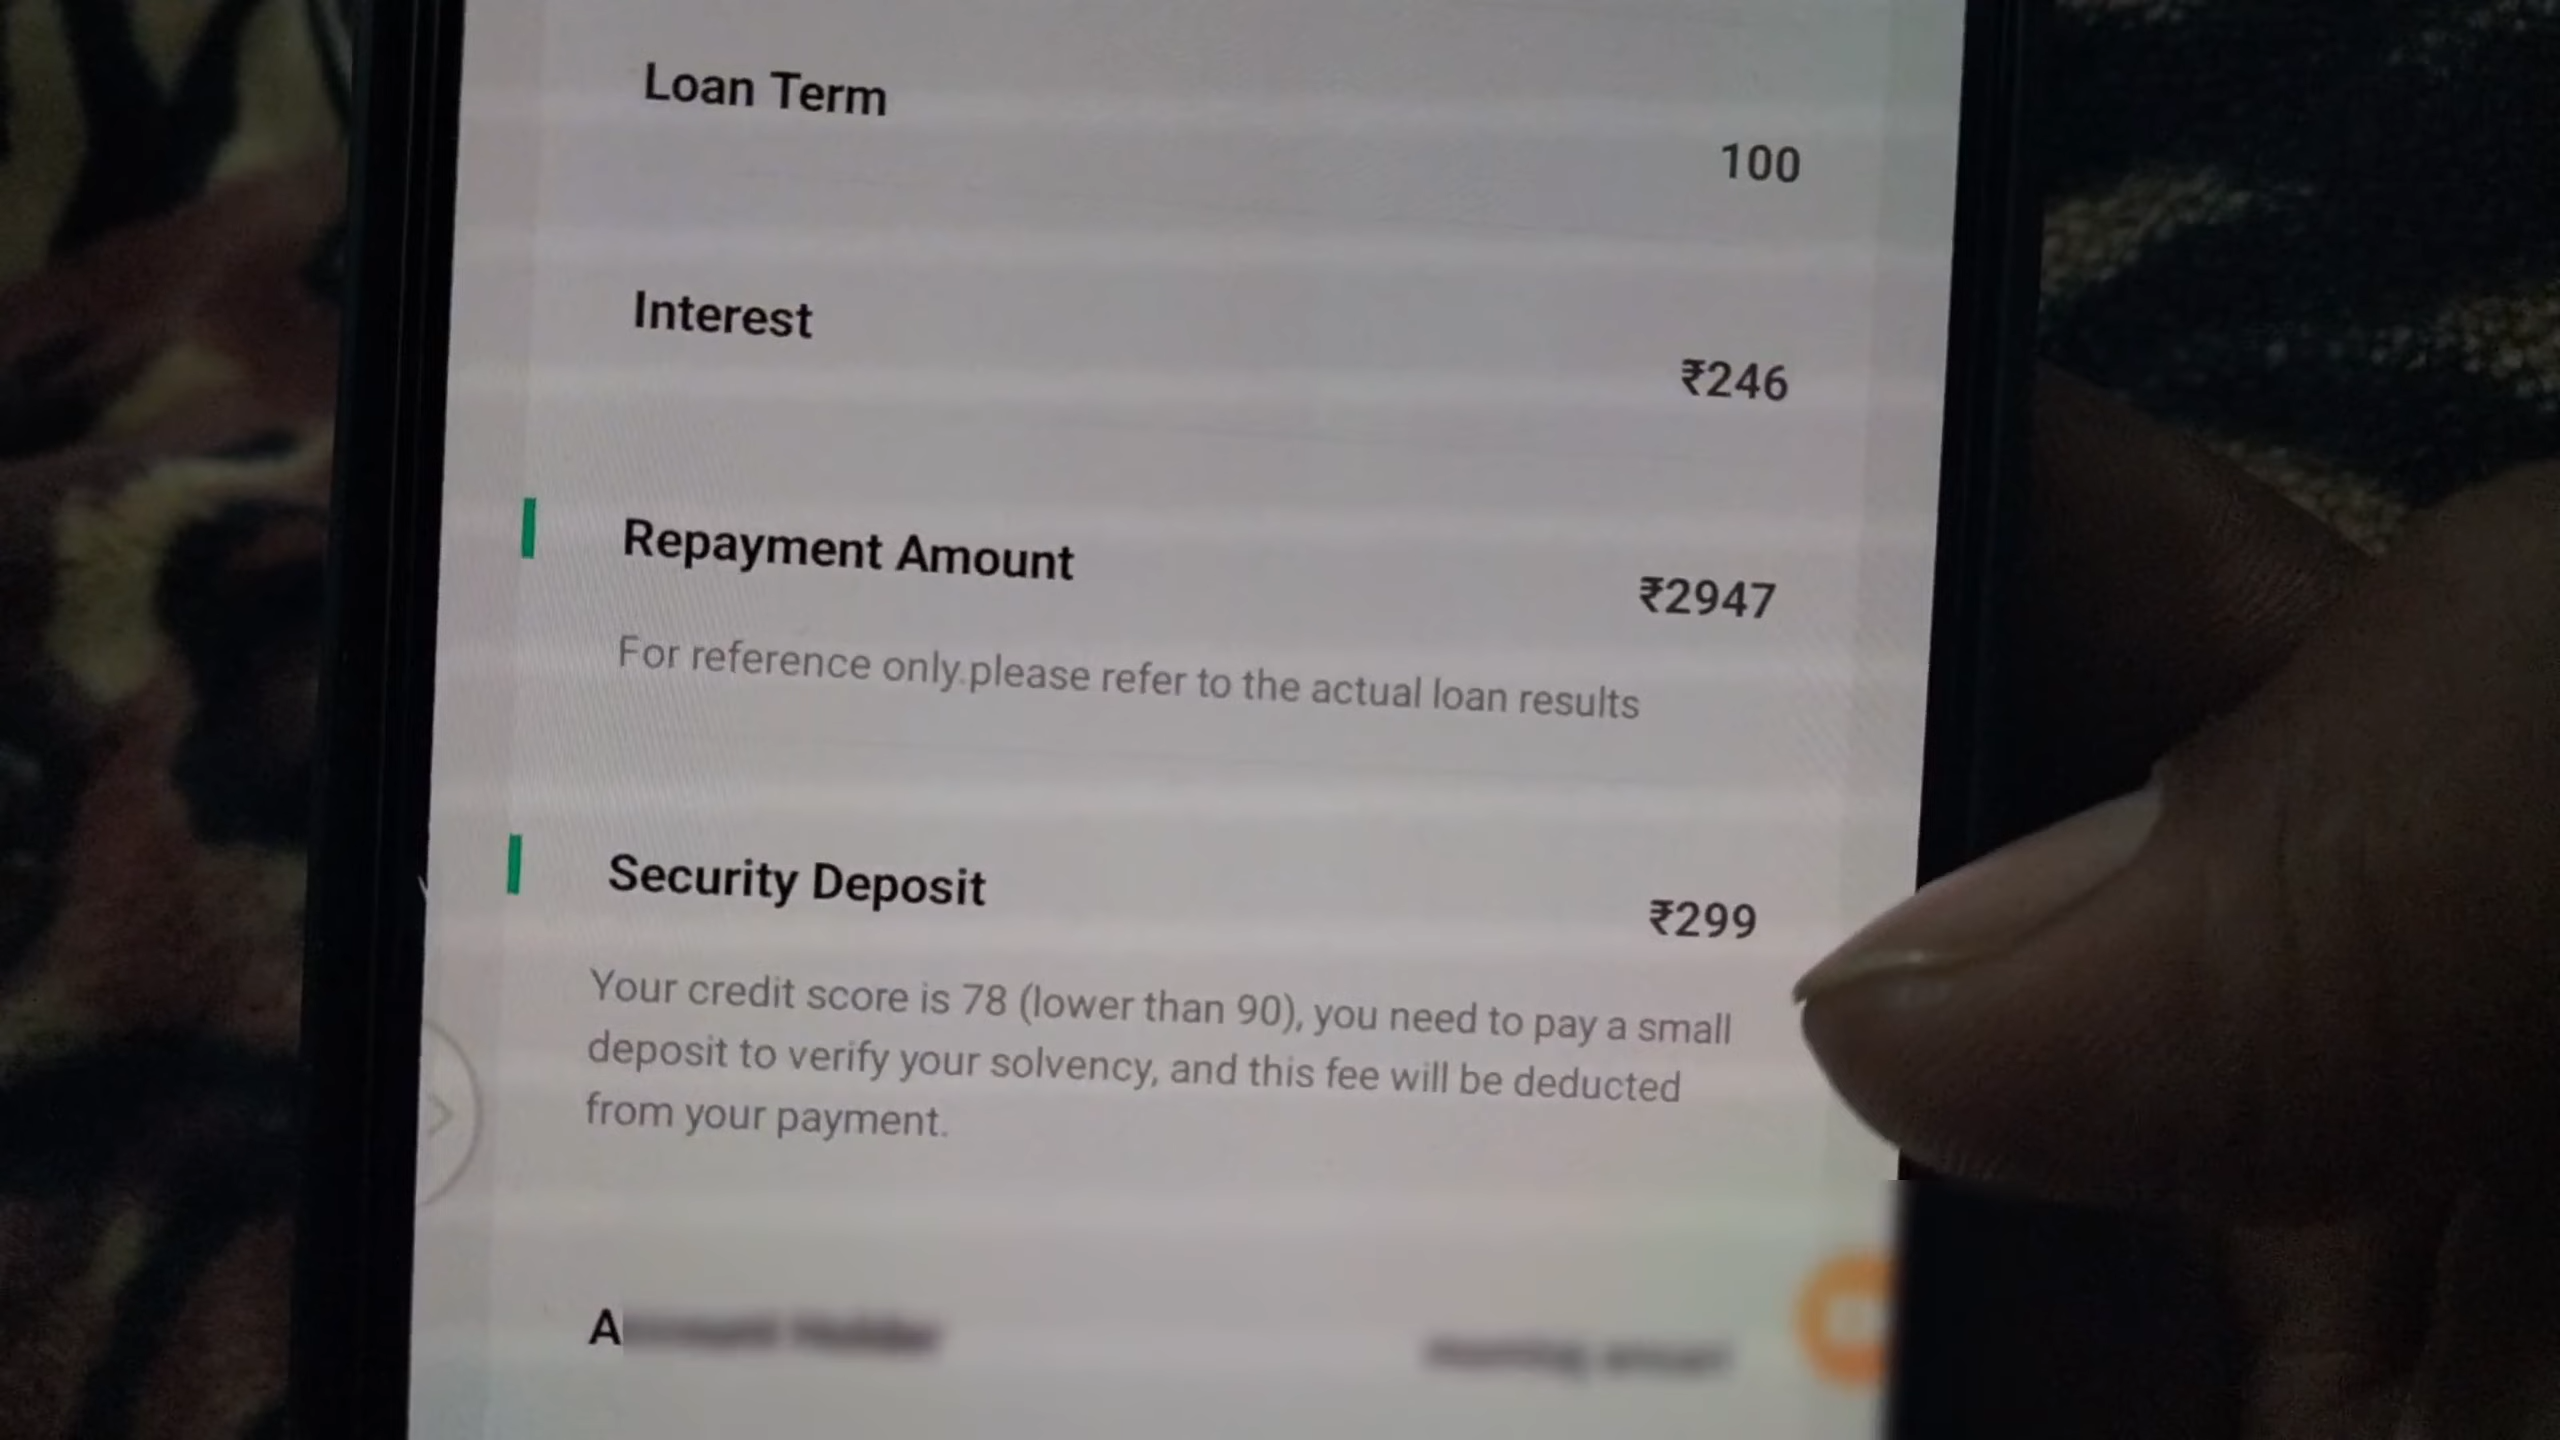 Loan Term
100
Interest
₹246
Repayment Amount
₹2947
For reference only.please refer to the actual loan results
Security Deposit
₹299
Your credit score is 78 (lower than 90), you need to pay a small
deposit to verify your solvency, and this fee will be deducted
from your payment.